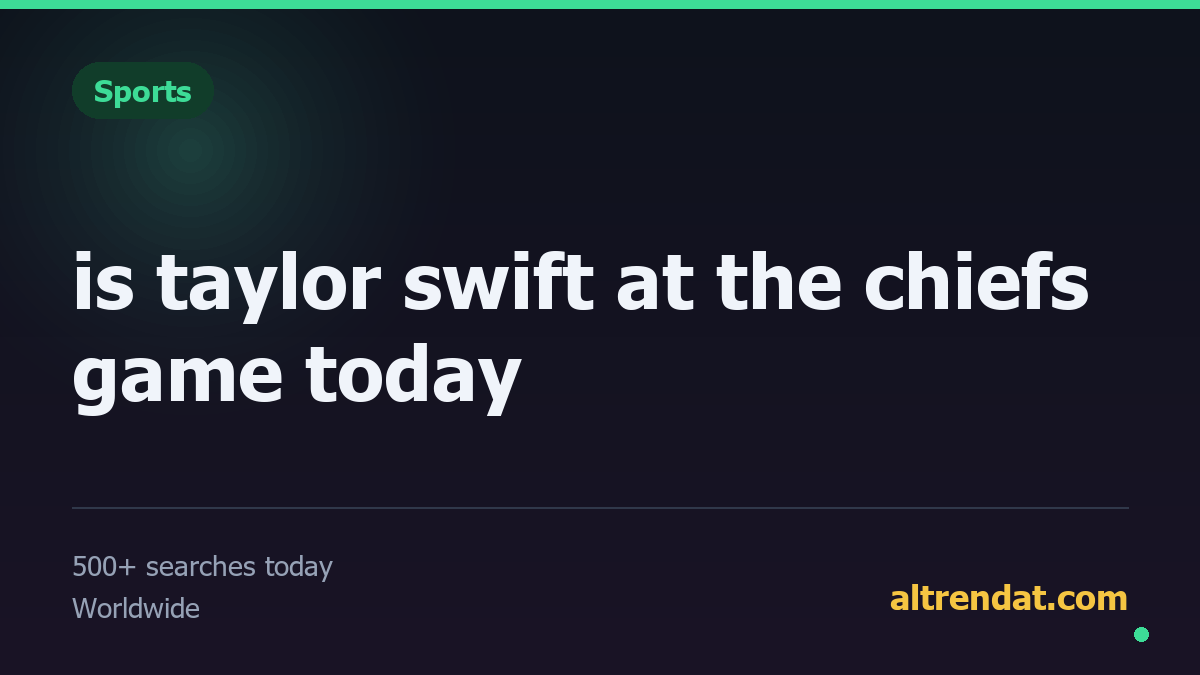 Sports
is taylor swift at the chiefs
game today
500+ searches today
Worldwide
altrendat.com